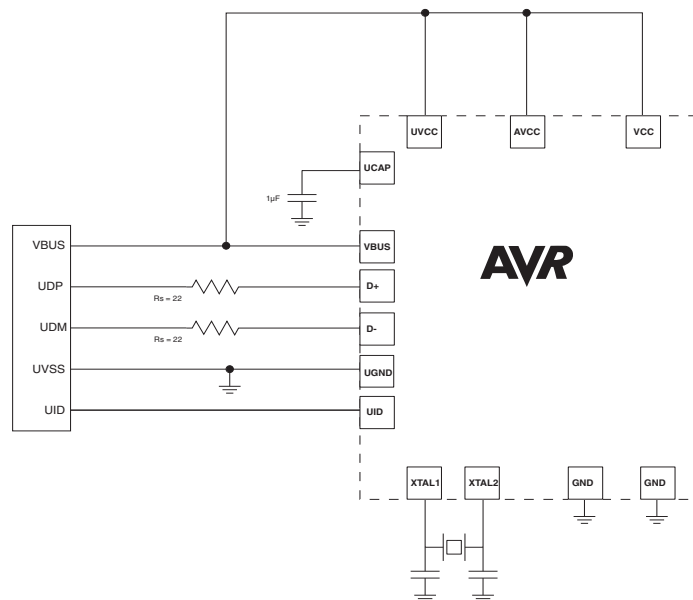 UVCC
AVCC
VCC
UCAP
1µF
VBUS
VBUS
AVR
UDP
Rs = 22
D+
UDM
Rs = 22
D-
UVSS
UGND
UID
UID
XTAL1
XTAL2
GND
GND